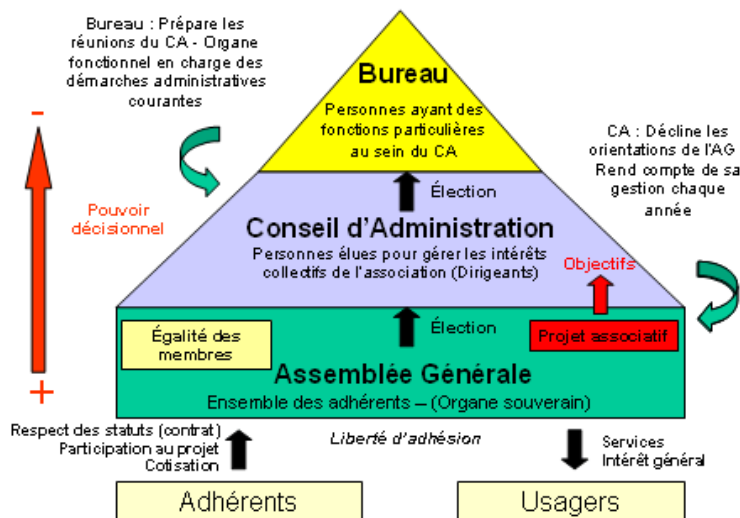 Bureau : Prépare les
réunions du CA - Organe
fonctionnel en charge des
démarches administratives
courantes
Bureau
Personnes ayant des
fonctions particulières
au sein du CA
CA : Décline les
orientations de l'AG
Rend compte de sa
gestion chaque
année
-
Pouvoir
décisionnel
+
Élection
Conseil d'Administration
Personnes élues pour gérer les intérêts
collectifs de l'association (Dirigeants)
Objectifs
Égalité des
membres
Élection
Projet associatif
Assemblée Générale
Ensemble des adhérents – (Organe souverain)
Respect des statuts (contrat)
Participation au projet
Cotisation
Liberté d'adhésion
Services
Intérêt général
Adhérents
Usagers